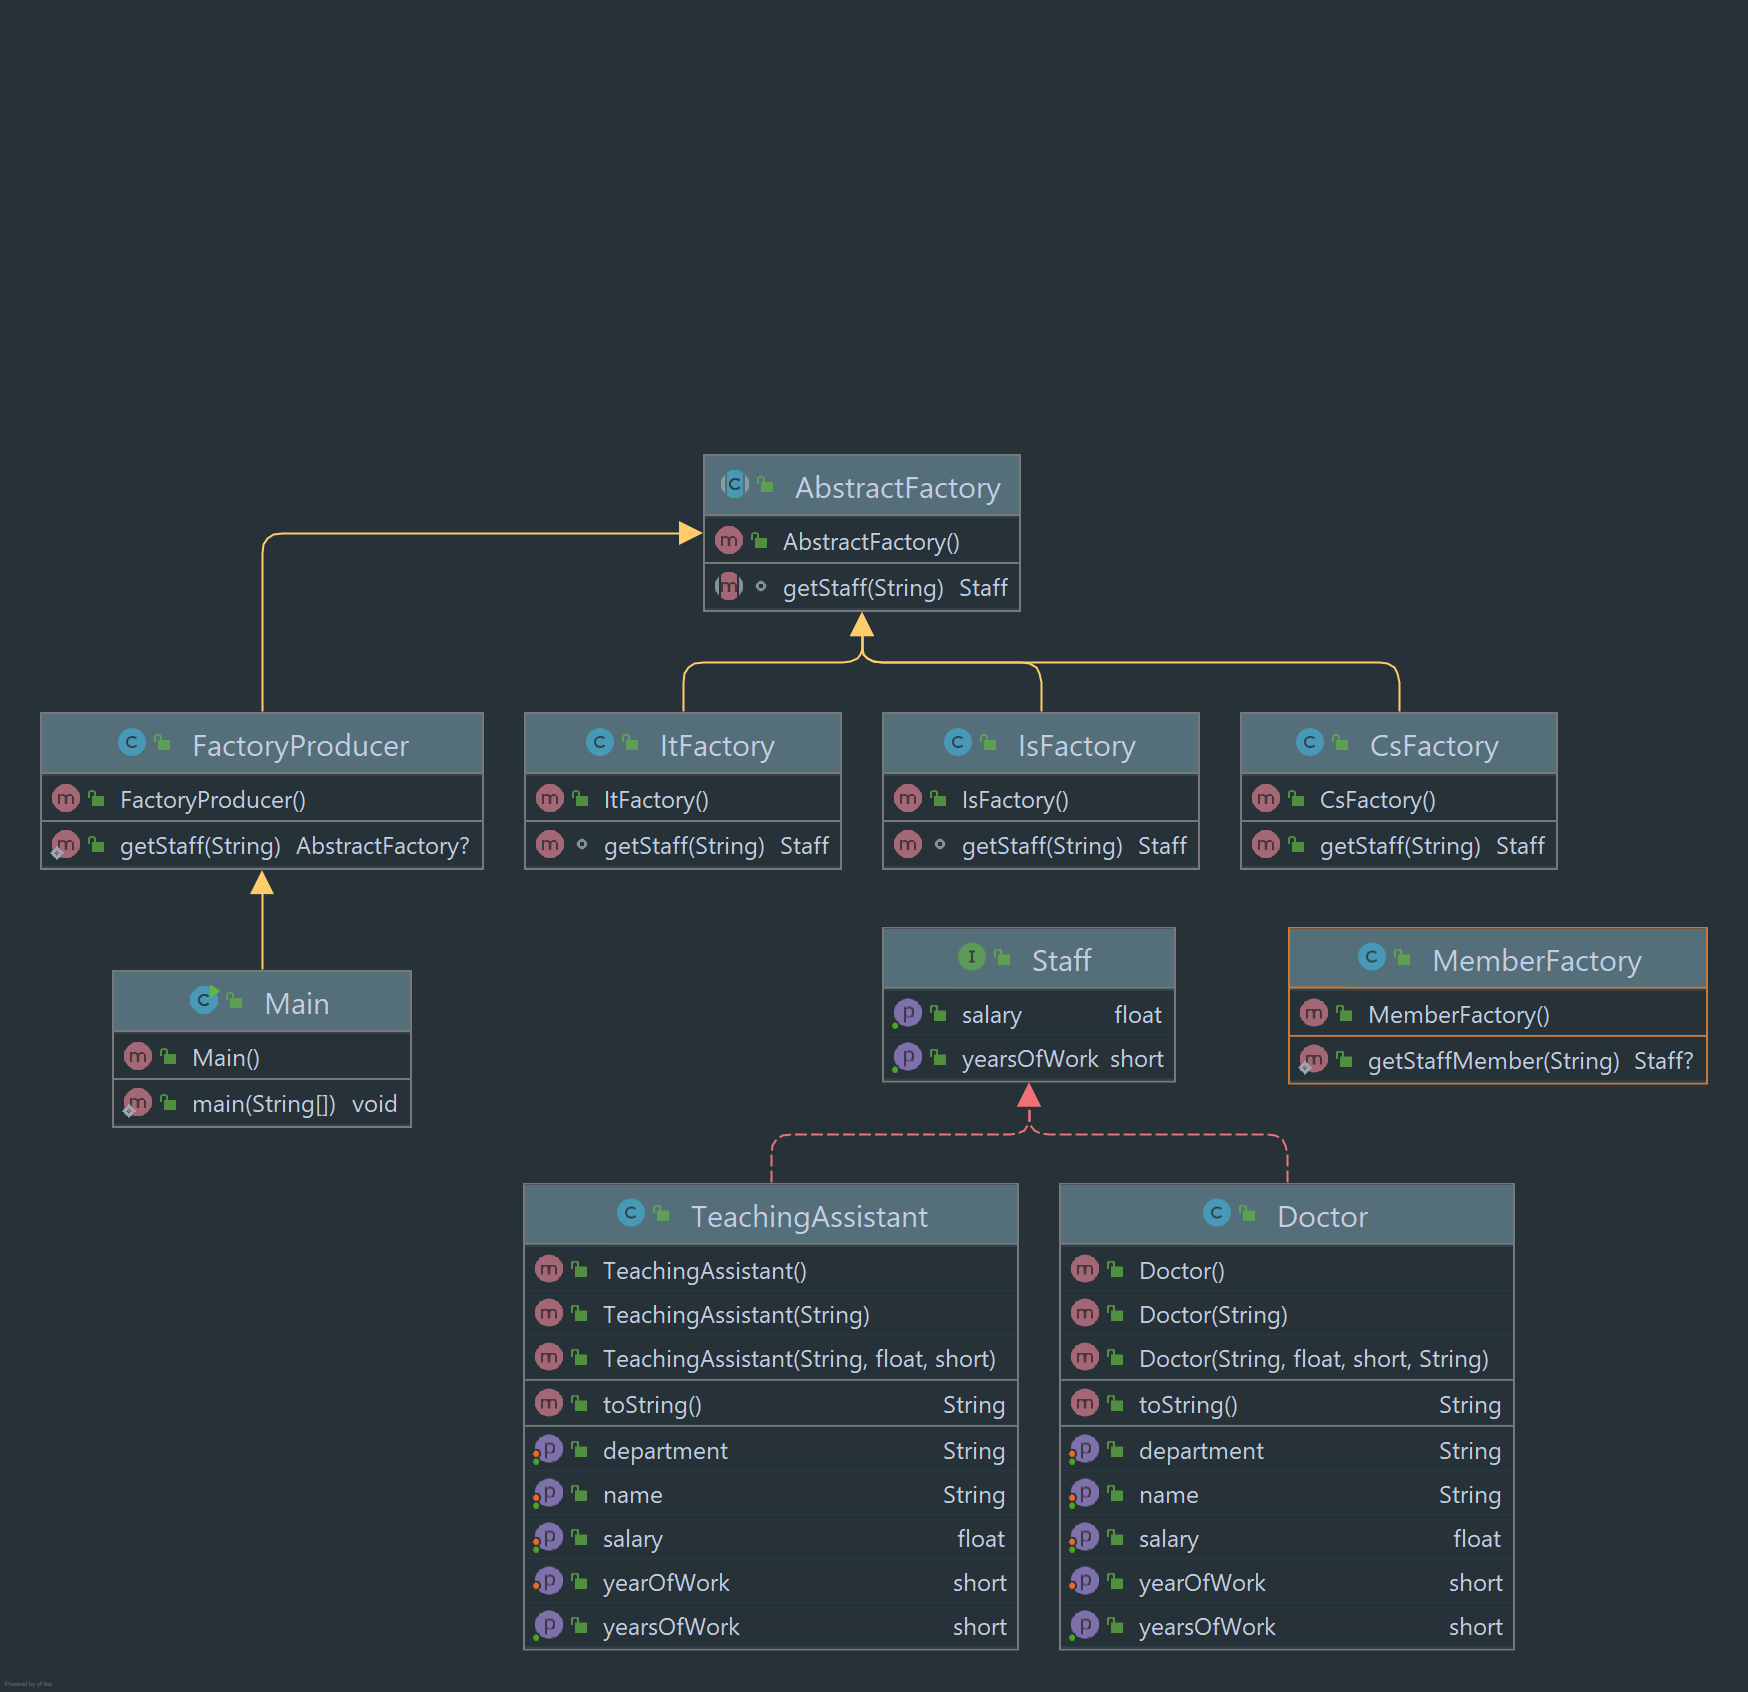 AbstractFactory
AbstractFactory()
getStaff(String) Staff
FactoryProducer
FactoryProducer()
getStaff(String) AbstractFactory?
ItFactory
ItFactory()
getStaff(String) Staff
IsFactory
IsFactory()
getStaff(String) Staff
CsFactory
CsFactory()
getStaff(String) Staff
Main
Main()
main(String[]) void
Staff
salary float
yearsOfWork short
MemberFactory
MemberFactory()
getStaffMember(String) Staff?
TeachingAssistant
TeachingAssistant()
TeachingAssistant(String)
TeachingAssistant(String, float, short)
toString() String
department String
name String
salary float
yearOfWork short
yearsOfWork short
Doctor
Doctor()
Doctor(String)
Doctor(String, float, short, String)
toString() String
department String
name String
salary float
yearOfWork short
yearsOfWork short
Powered by yFiles